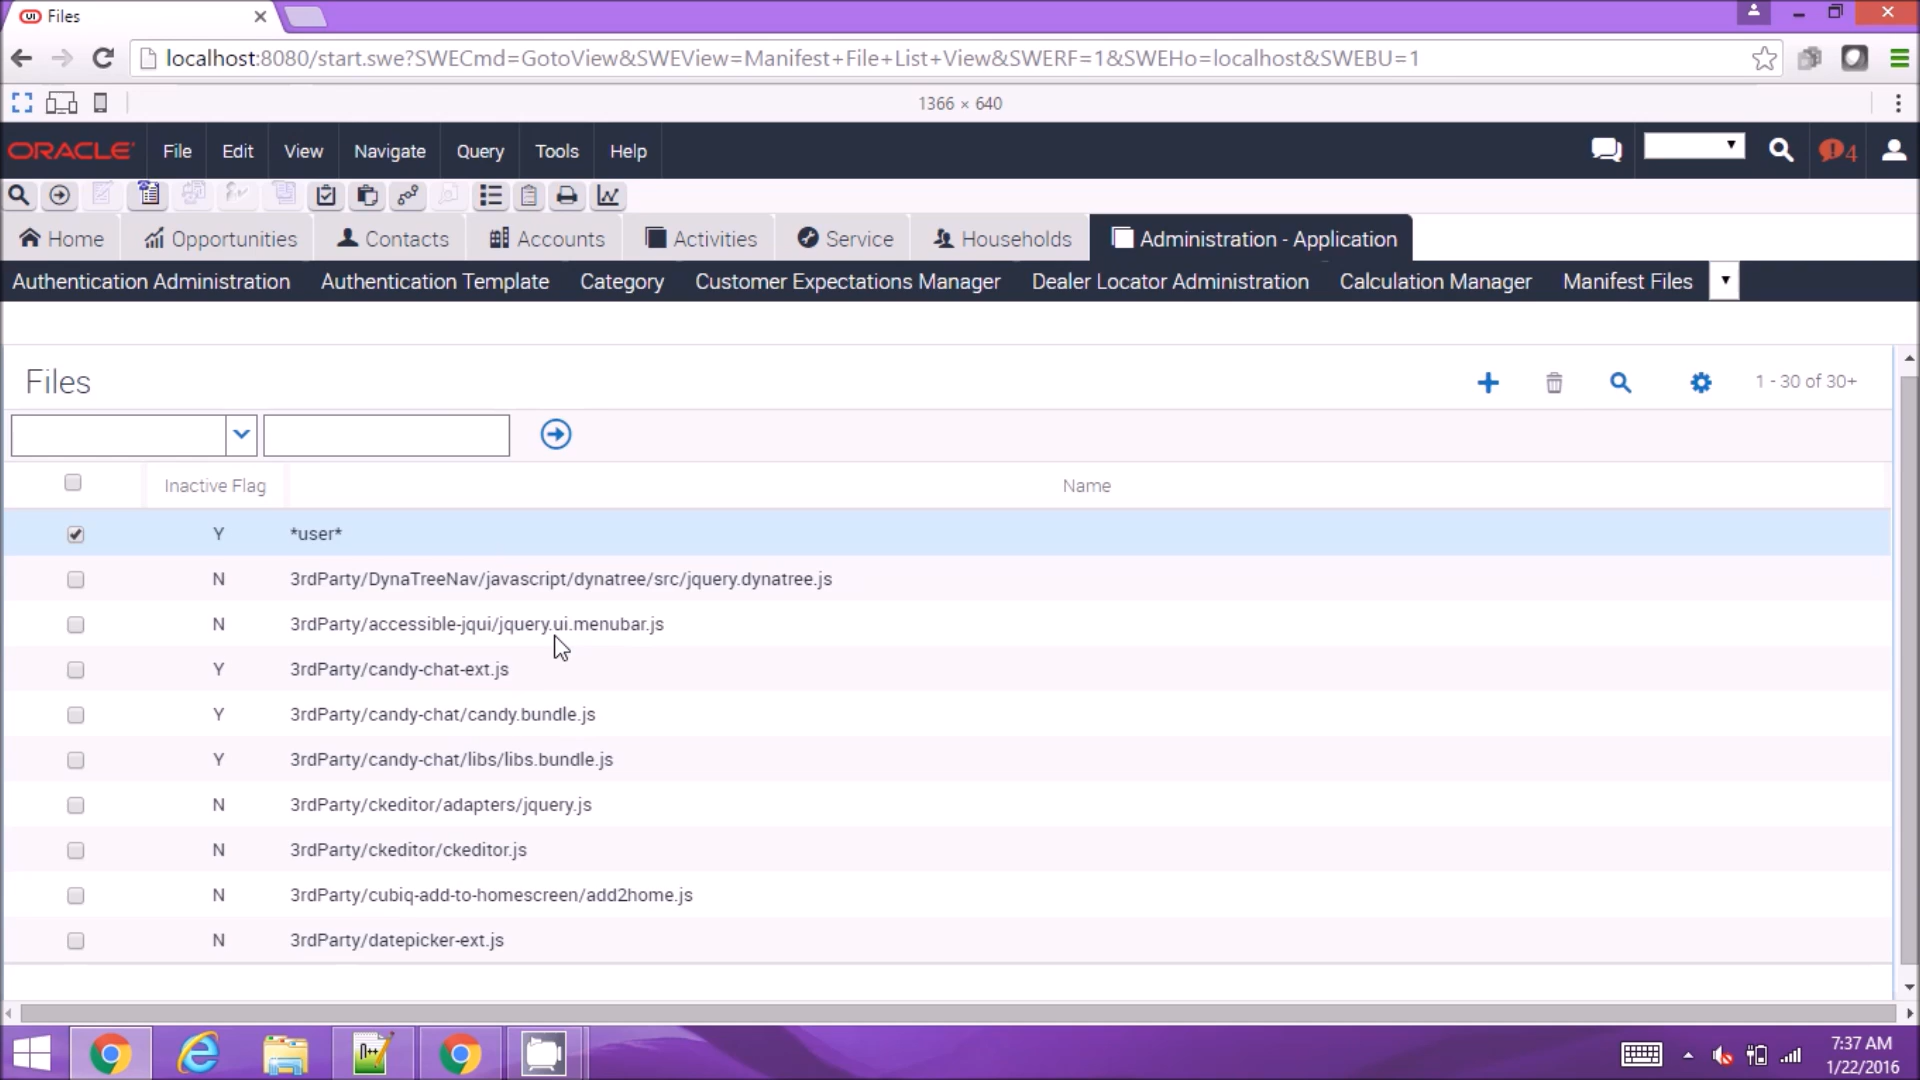 Files
localhost:8080/start.swe?SWECmd=GotoView&SWEView=Manifest+File+List+View&SWERF=1&SWEHo=localhost&SWEBU=1
1366 × 640
ORACLE File Edit View Navigate Query Tools Help 4
Home Opportunities Contacts Accounts Activities Service Households Administration - Application
Authentication Administration Authentication Template Category Customer Expectations Manager Dealer Locator Administration Calculation Manager Manifest Files
Files 1 - 30 of 30+
Inactive Flag Name
Y *user*
N 3rdParty/DynaTreeNav/javascript/dynatree/src/jquery.dynatree.js
N 3rdParty/accessible-jqui/jquery.ui.menubar.js
Y 3rdParty/candy-chat-ext.js
Y 3rdParty/candy-chat/candy.bundle.js
Y 3rdParty/candy-chat/libs/libs.bundle.js
N 3rdParty/ckeditor/adapters/jquery.js
N 3rdParty/ckeditor/ckeditor.js
N 3rdParty/cubiq-add-to-homescreen/add2home.js
N 3rdParty/datepicker-ext.js
7:37 AM
1/22/2016